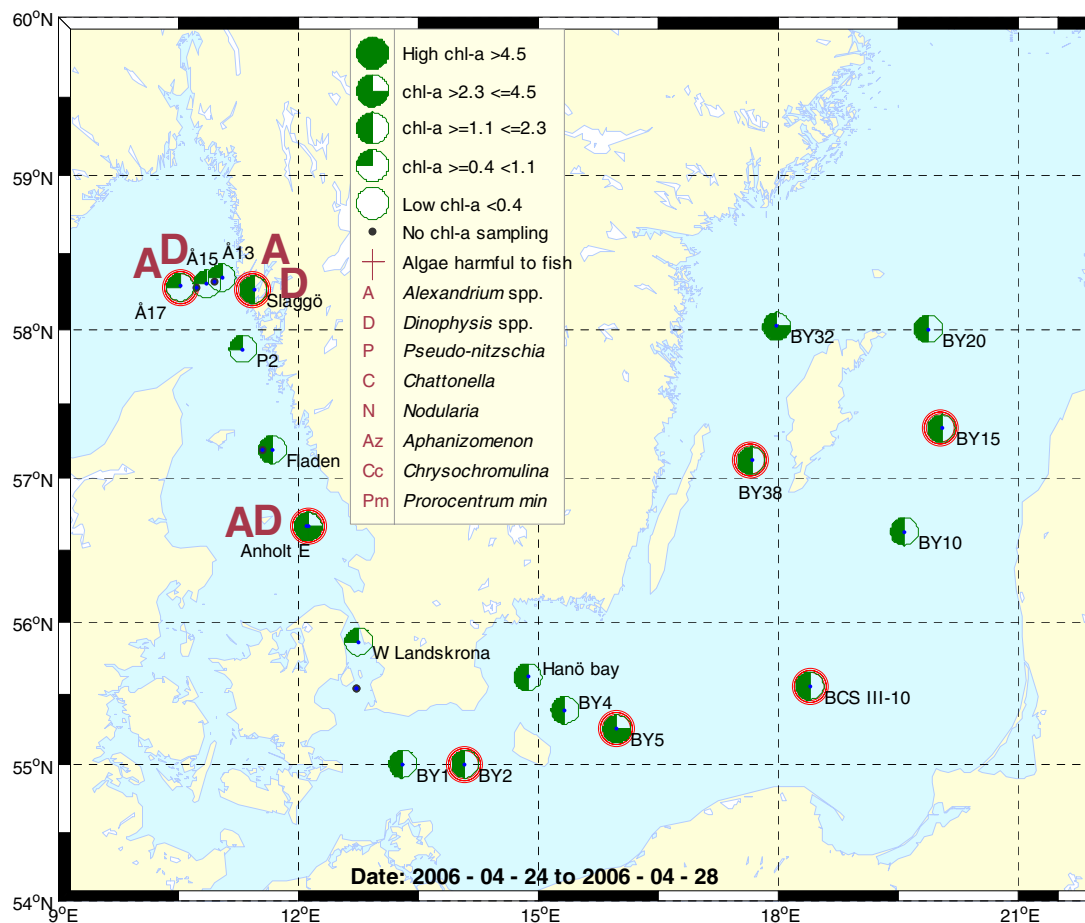 60°N
59°N
58°N
57°N
56°N
55°N
54°N
9°E
12°E
15°E
18°E
21°E
High chl-a >4.5
chl-a >2.3 <=4.5
chl-a >=1.1 <=2.3
chl-a >=0.4 <1.1
Low chl-a <0.4
No chl-a sampling
Algae harmful to fish
A Alexandrium spp.
D Dinophysis spp.
P Pseudo-nitzschia
C Chattonella
N Nodularia
Az Aphanizomenon
Cc Chrysochromulina
Pm Prorocentrum min
A D
Å15
Å13
A
D
Å17
Släggö
P2
Fladen
AD
Anholt E
W Landskrona
Hanö bay
BY4
BY5
BY1
BY2
BY32
BY20
BY15
BY38
BY10
BCS III-10
Date: 2006 - 04 - 24 to 2006 - 04 - 28